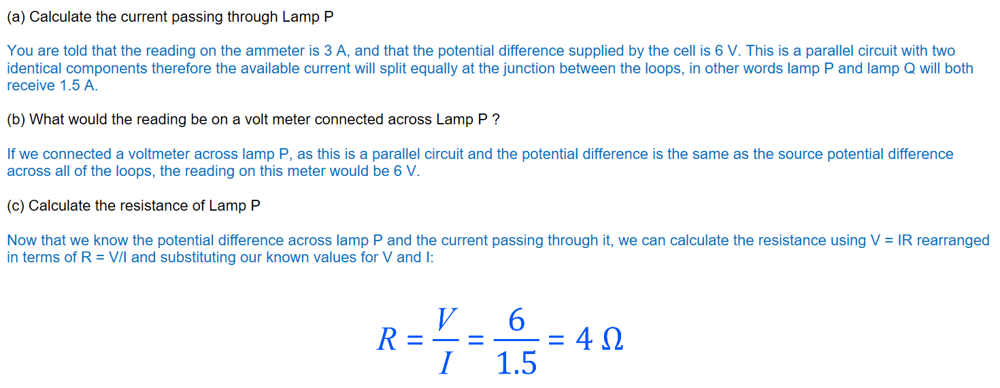 (a) Calculate the current passing through Lamp P
You are told that the reading on the ammeter is 3 A, and that the potential difference supplied by the cell is 6 V. This is a parallel circuit with two
identical components therefore the available current will split equally at the junction between the loops, in other words lamp P and lamp Q will both
receive 1.5 A.
(b) What would the reading be on a volt meter connected across Lamp P ?
If we connected a voltmeter across lamp P, as this is a parallel circuit and the potential difference is the same as the source potential difference
across all of the loops, the reading on this meter would be 6 V.
(c) Calculate the resistance of Lamp P
Now that we know the potential difference across lamp P and the current passing through it, we can calculate the resistance using V = IR rearranged
in terms of R = V/I and substituting our known values for V and I:
R = V/I = 6/1.5 = 4 Ω